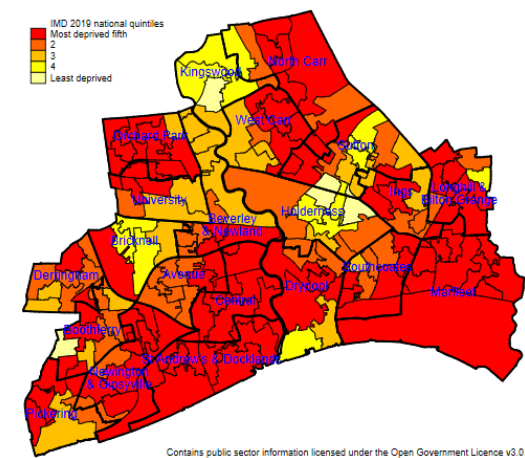 IMD 2019 national quintiles
Most deprived fifth
2
3
4
Least deprived
North Carr
Kingswood
West Carr
Orchard Park
Sutton
University
Ings
Longhill &
Bilton Grange
Beverley
& Newland
Holderness
Bricknell
Derringham
Avenue
Southcoates
Central
Drypool
Marfleet
Boothferry
St Andrew's & Docklands
Newington
& Gipsyville
Pickering
Contains public sector information licensed under the Open Government Licence v3.0